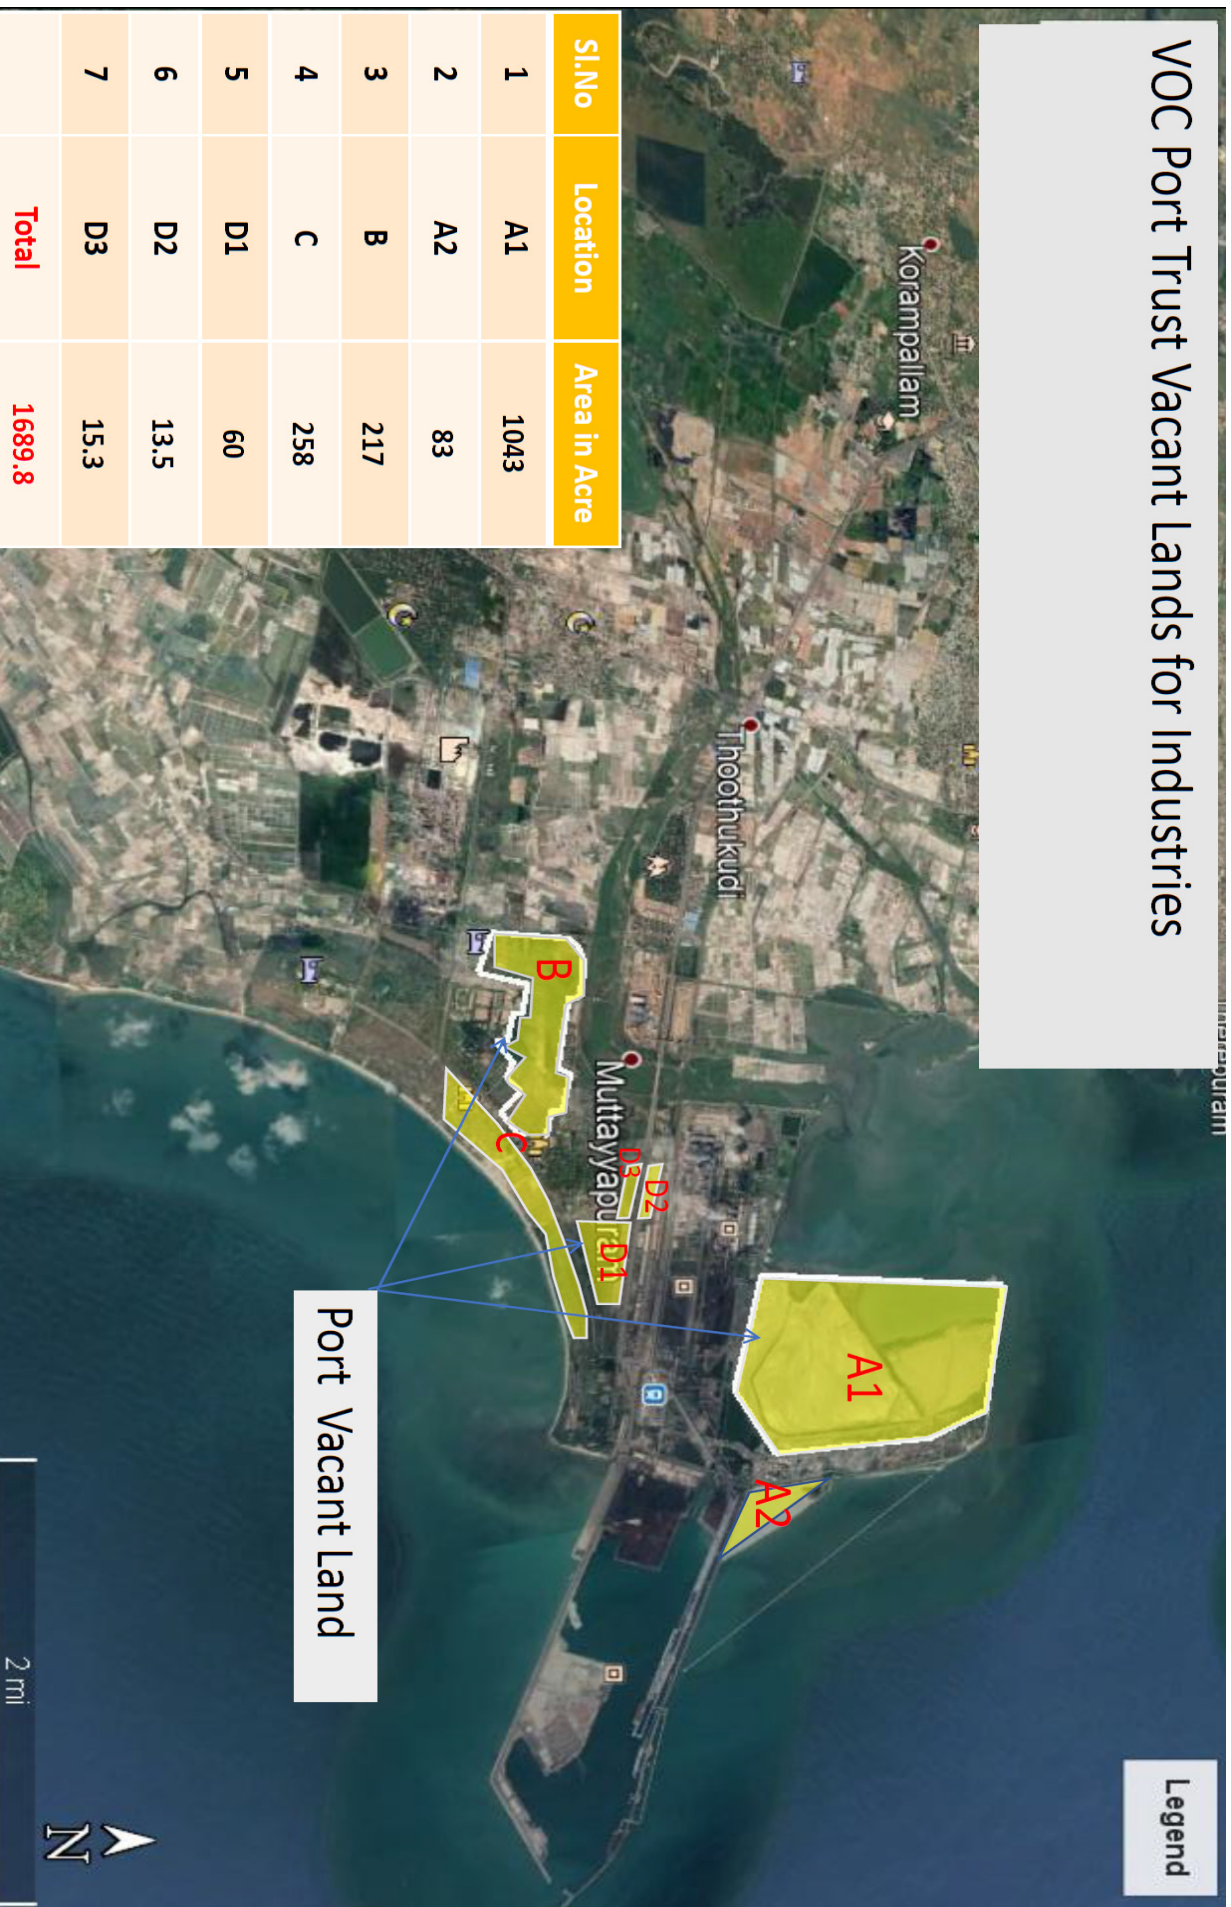 VOC Port Trust Vacant Lands for Industries
Legend
Korampallam
Thoothukudi
Muttayyapuram
A1
A2
B
C
D1
D2
D3
Port Vacant Land
Sl.No Location Area in Acre
1 A1 1043
2 A2 83
3 B 217
4 C 258
5 D1 60
6 D2 13.5
7 D3 15.3
Total 1689.8
2 mi
N